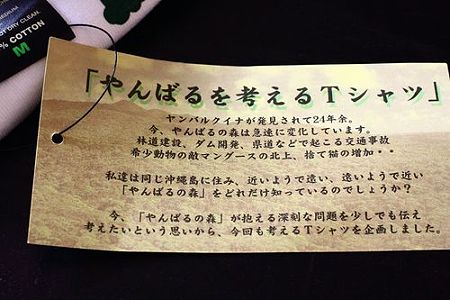 DRY CLEAN.
% COTTON
M
「やんばるを考えるTシャツ」
ヤンバルクイナが発見されて24年余。
今、やんばるの森は急速に変化しています。
林道建設、ダム開発、県道などで起こる交通事故
希少動物の敵マングースの北上、捨て猫の増加・・
私達は同じ沖縄島に住み、近いようで遠い、遠いようで近い
「やんばるの森」をどれだけ知っているのでしょうか?
今、「やんばるの森」が抱える深刻な問題を少しでも伝え
考えたいという思いから、今回も考えるTシャツを企画しました。